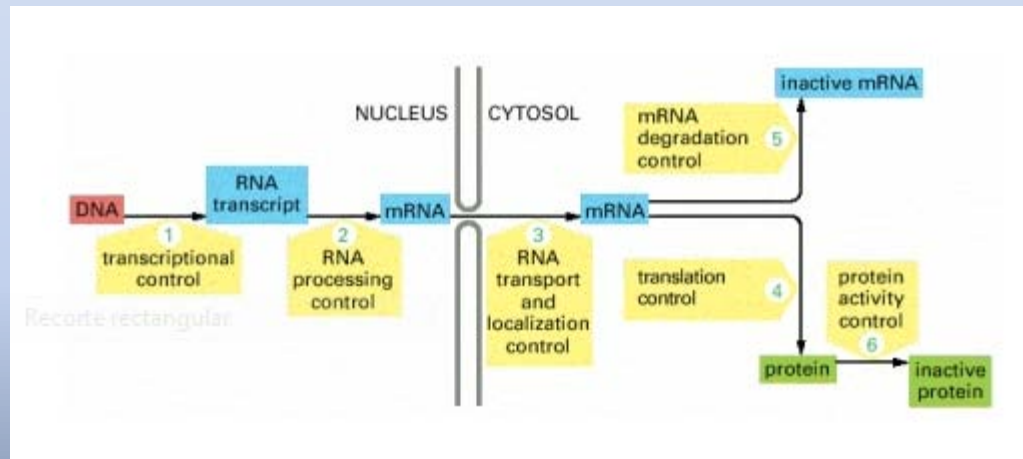 NUCLEUS
CYTOSOL
inactive mRNA
mRNA
degradation
control
5
DNA
RNA
transcript
mRNA
mRNA
1
transcriptional
control
2
RNA
processing
control
3
RNA
transport
and
localization
control
translation
control
4
protein
activity
control
6
protein
inactive
protein
Recorte rectangular